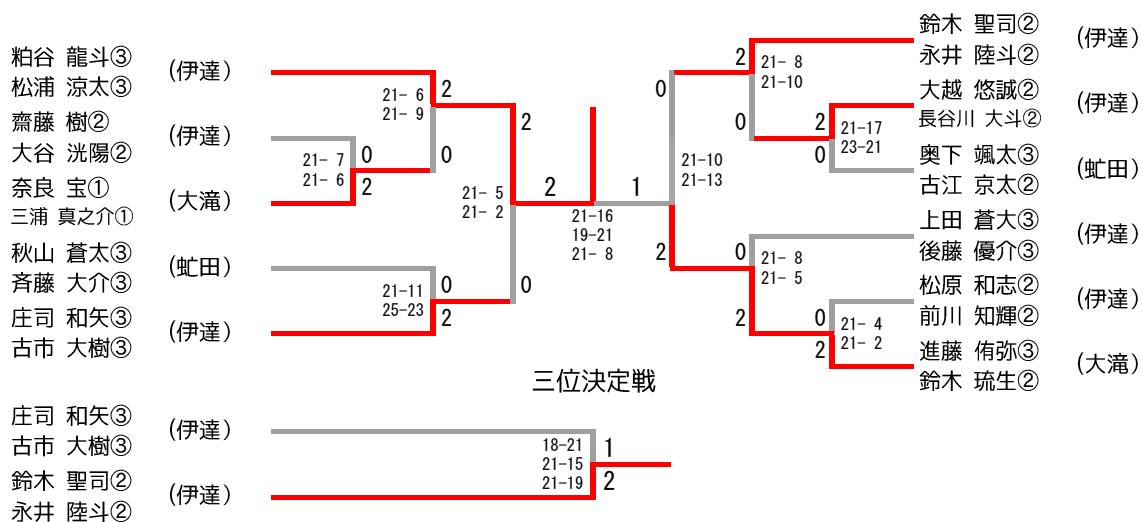 粕谷 龍斗③
松浦 涼太③
(伊達)
齋藤 樹②
大谷 洸陽②
(伊達)
奈良 宝①
三浦 真之介①
(大滝)
秋山 蒼太③
斉藤 大介③
(虻田)
庄司 和矢③
古市 大樹③
(伊達)
21- 7
21- 6
0
2
21- 6
21- 9
2
0
21-11
25-23
0
2
21- 5
21- 2
2
0
2
1
21-16
19-21
21- 8
21-10
21-13
0
2
21- 8
21-10
2
0
21-17
23-21
2
0
21- 8
21- 5
0
2
21- 4
21- 2
0
2
鈴木 聖司②
永井 陸斗②
(伊達)
大越 悠誠②
長谷川 大斗②
(伊達)
奥下 颯太③
古江 京太②
(虻田)
上田 蒼大③
後藤 優介③
(伊達)
松原 和志②
前川 知輝②
(伊達)
進藤 侑弥③
鈴木 琉生②
(大滝)
三位決定戦
庄司 和矢③
古市 大樹③
(伊達)
鈴木 聖司②
永井 陸斗②
(伊達)
18-21
21-15
21-19
1
2